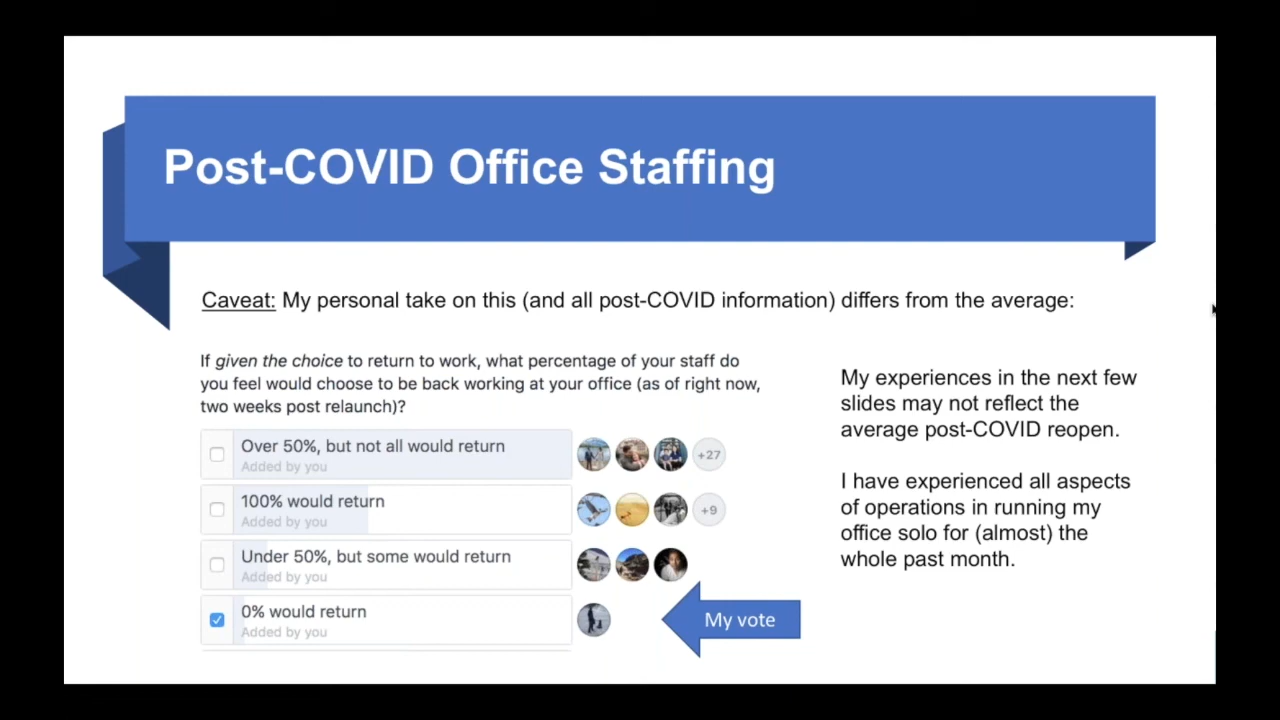 Post-COVID Office Staffing
Caveat: My personal take on this (and all post-COVID information) differs from the average:
If given the choice to return to work, what percentage of your staff do
you feel would choose to be back working at your office (as of right now,
two weeks post relaunch)?
Over 50%, but not all would return
Added by you
+27
100% would return
Added by you
+9
Under 50%, but some would return
Added by you
0% would return
Added by you
My vote
My experiences in the next few
slides may not reflect the
average post-COVID reopen.
I have experienced all aspects
of operations in running my
office solo for (almost) the
whole past month.